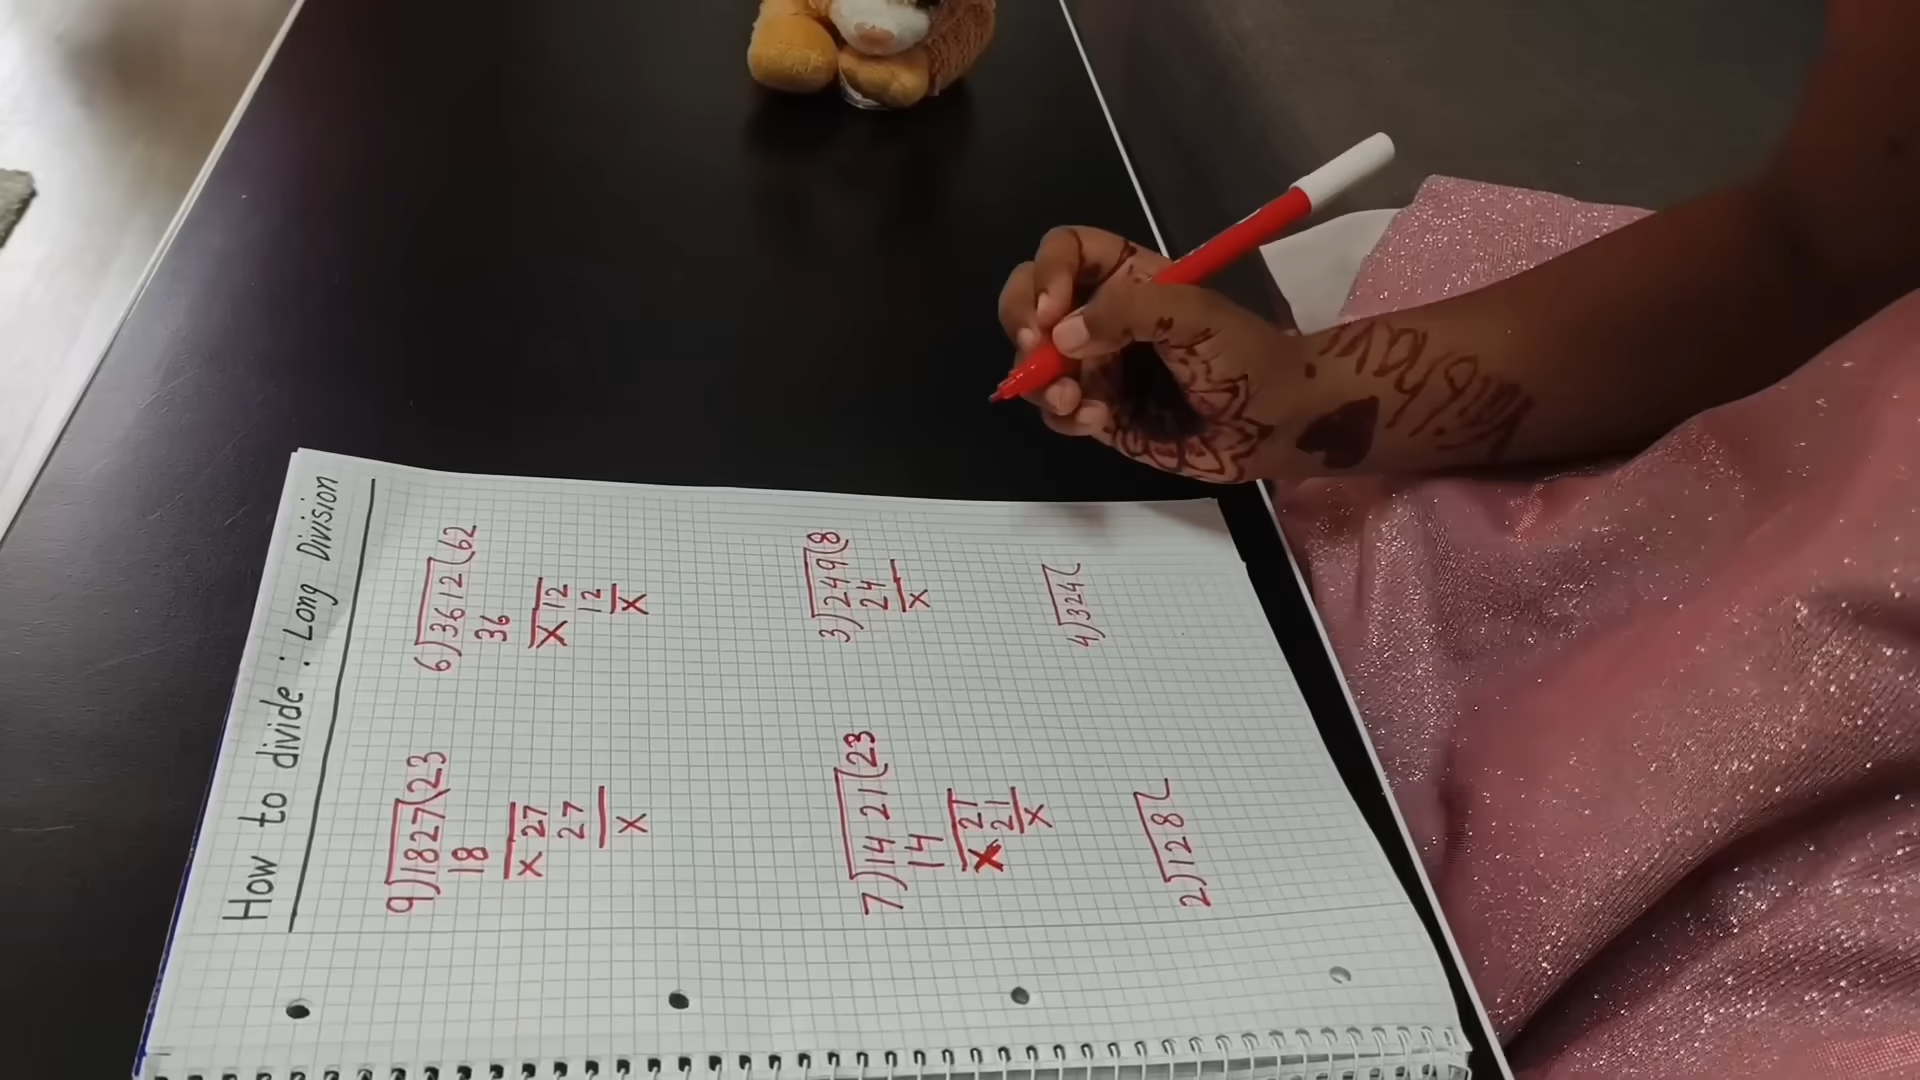 How to divide : Long Division
9)1827(23
18
X 27
27
X
6)3612(62
36
X 12
12
X
7)1421(23
14
X 21
21
X
3)249(8
24
X
2)128(
4)324(
Vaibhavi